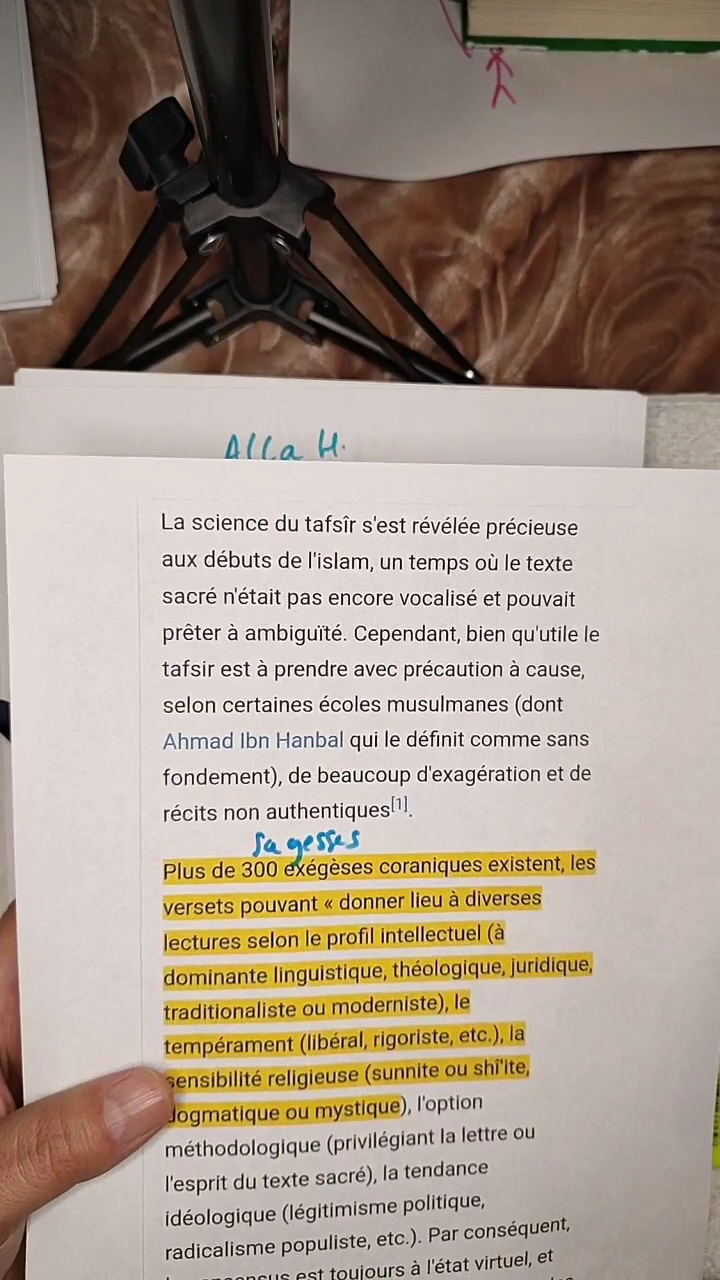 Alla H.
La science du tafsîr s'est révélée précieuse
aux débuts de l'islam, un temps où le texte
sacré n'était pas encore vocalisé et pouvait
prêter à ambiguïté. Cependant, bien qu'utile le
tafsir est à prendre avec précaution à cause,
selon certaines écoles musulmanes (dont
Ahmad Ibn Hanbal qui le définit comme sans
fondement), de beaucoup d'exagération et de
récits non authentiques[1].
sagesses
Plus de 300 exégèses coraniques existent, les
versets pouvant « donner lieu à diverses
lectures selon le profil intellectuel (à
dominante linguistique, théologique, juridique,
traditionaliste ou moderniste), le
tempérament (libéral, rigoriste, etc.), la
sensibilité religieuse (sunnite ou shî'ite,
dogmatique ou mystique), l'option
méthodologique (privilégiant la lettre ou
l'esprit du texte sacré), la tendance
idéologique (légitimisme politique,
radicalisme populiste, etc.). Par conséquent,
est toujours à l'état virtuel, et